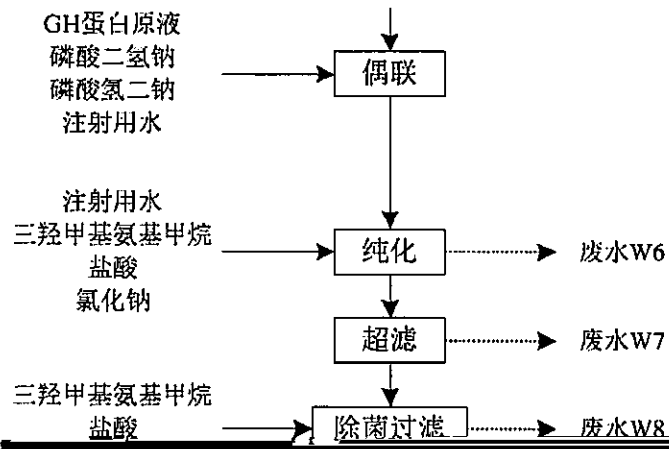 GH蛋白原液
磷酸二氢钠
磷酸氢二钠
注射用水
偶联
注射用水
三羟甲基氨基甲烷
盐酸
氯化钠
纯化
废水W6
超滤
废水W7
三羟甲基氨基甲烷
盐酸
除菌过滤
废水W8